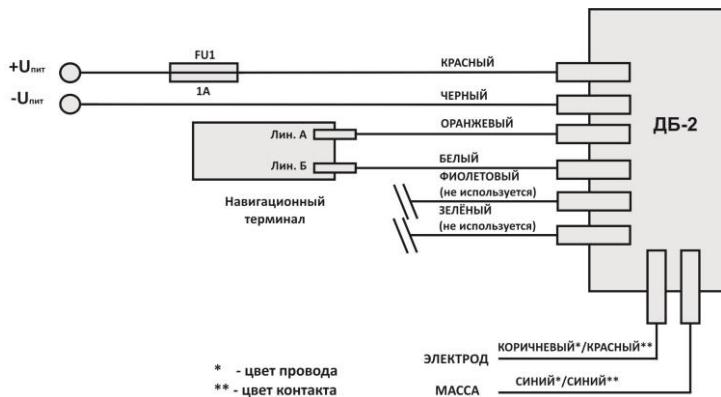 FU1
+Uпит
КРАСНЫЙ
1А
-Uпит
ЧЕРНЫЙ
ОРАНЖЕВЫЙ
ДБ-2
Лин. А
БЕЛЫЙ
Лин. Б
ФИОЛЕТОВЫЙ
(не используется)
Навигационный
терминал
ЗЕЛЁНЫЙ
(не используется)
КОРИЧНЕВЫЙ*/КРАСНЫЙ**
ЭЛЕКТРОД
* - цвет провода
СИНИЙ*/СИНИЙ**
** - цвет контакта
МАССА